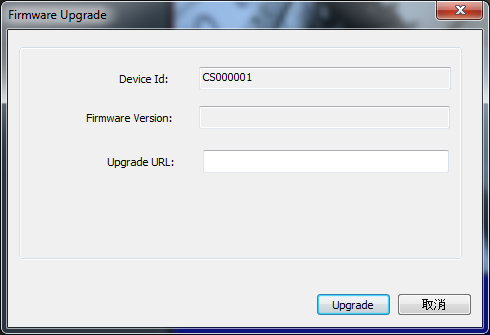 Firmware Upgrade
Device Id: CS000001
Firmware Version:
Upgrade URL:
Upgrade 取消